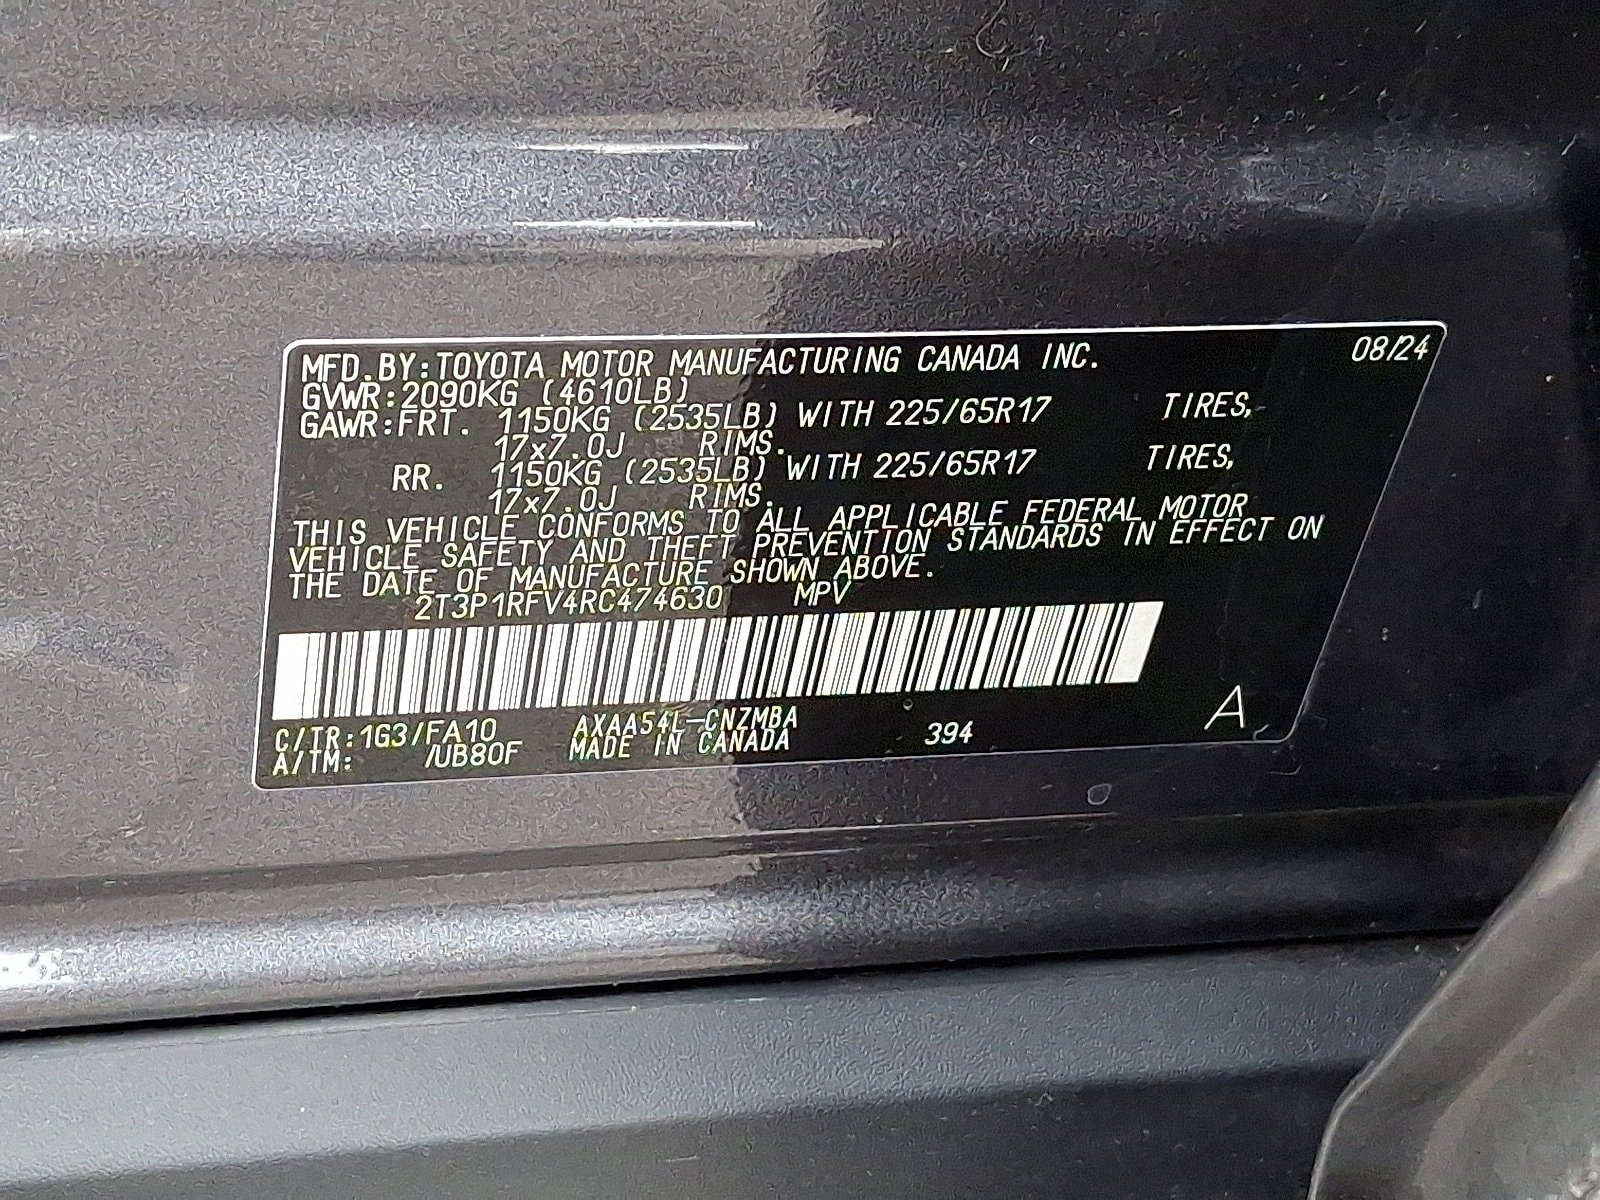 MFD.BY:TOYOTA MOTOR MANUFACTURING CANADA INC. 08/24
GVWR:2090KG (4610LB)
GAWR:FRT. 1150KG (2535LB) WITH 225/65R17 TIRES,
17x7.0J RIMS.
RR. 1150KG (2535LB) WITH 225/65R17 TIRES,
17x7.0J RIMS.
THIS VEHICLE CONFORMS TO ALL APPLICABLE FEDERAL MOTOR
VEHICLE SAFETY AND THEFT PREVENTION STANDARDS IN EFFECT ON
THE DATE OF MANUFACTURE SHOWN ABOVE.
2T3P1RFV4RC474630 MPV
C/TR:1G3/FA10 AXAA54L-CNZMBA 394 A
A/TM: /UB80F MADE IN CANADA